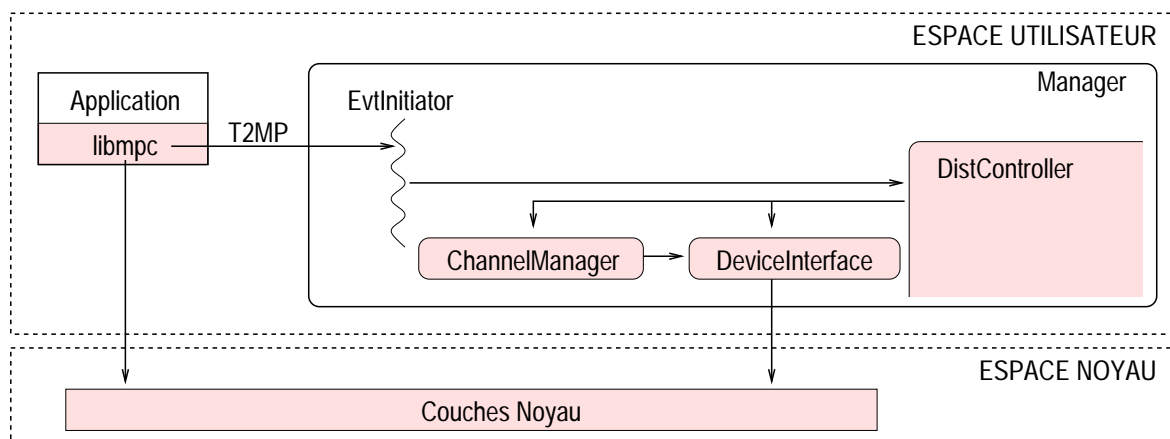 ESPACE UTILISATEUR
Manager
Application
EvtInitiator
T2MP
libmpc
DistController
ChannelManager
DeviceInterface
ESPACE NOYAU
Couches Noyau